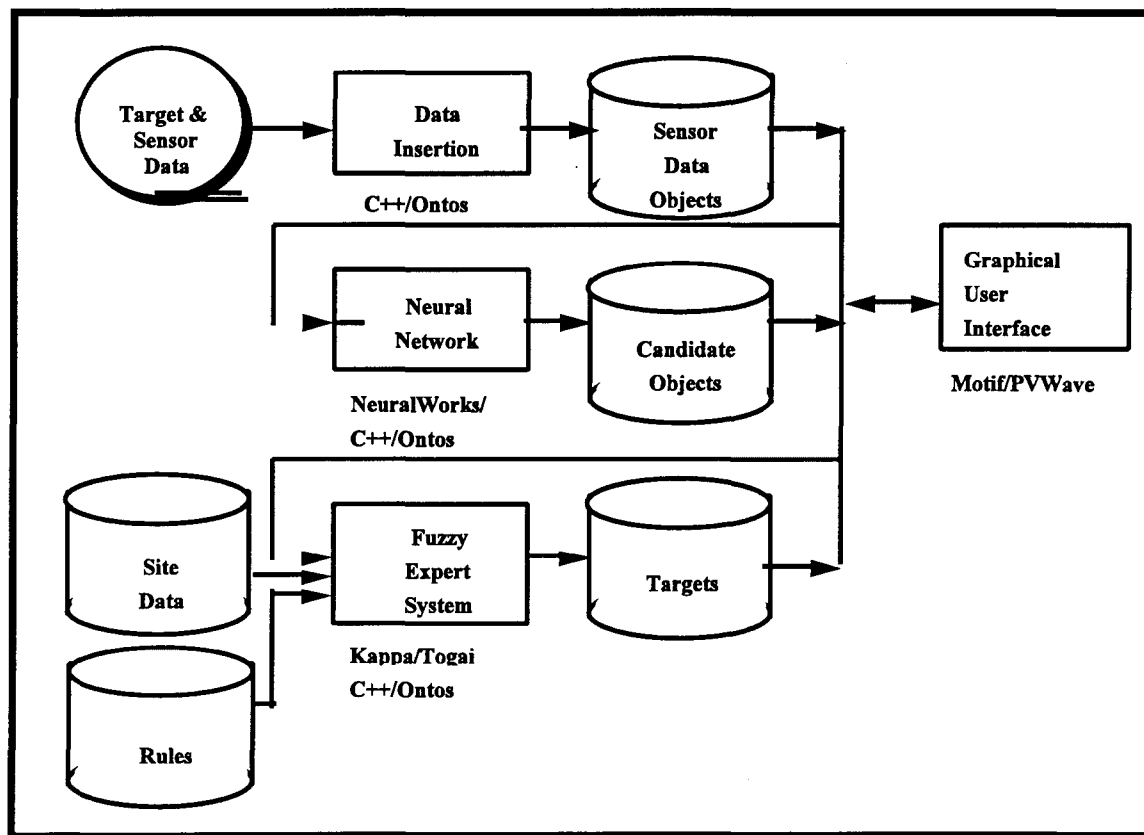 Target &
Sensor
Data
Data
Insertion
C++/Ontos
Sensor
Data
Objects
Neural
Network
NeuralWorks/
C++/Ontos
Candidate
Objects
Graphical
User
Interface
Motif/PVWave
Site
Data
Rules
Fuzzy
Expert
System
Kappa/Togai
C++/Ontos
Targets